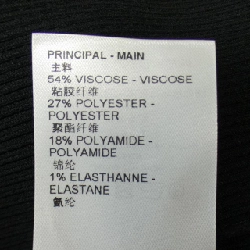 PRINCIPAL - MAIN
主料
54% VISCOSE - VISCOSE
粘胶纤维
27% POLYESTER -
POLYESTER
聚酯纤维
18% POLYAMIDE -
POLYAMIDE
锦纶
1% ELASTHANNE -
ELASTANE
氨纶